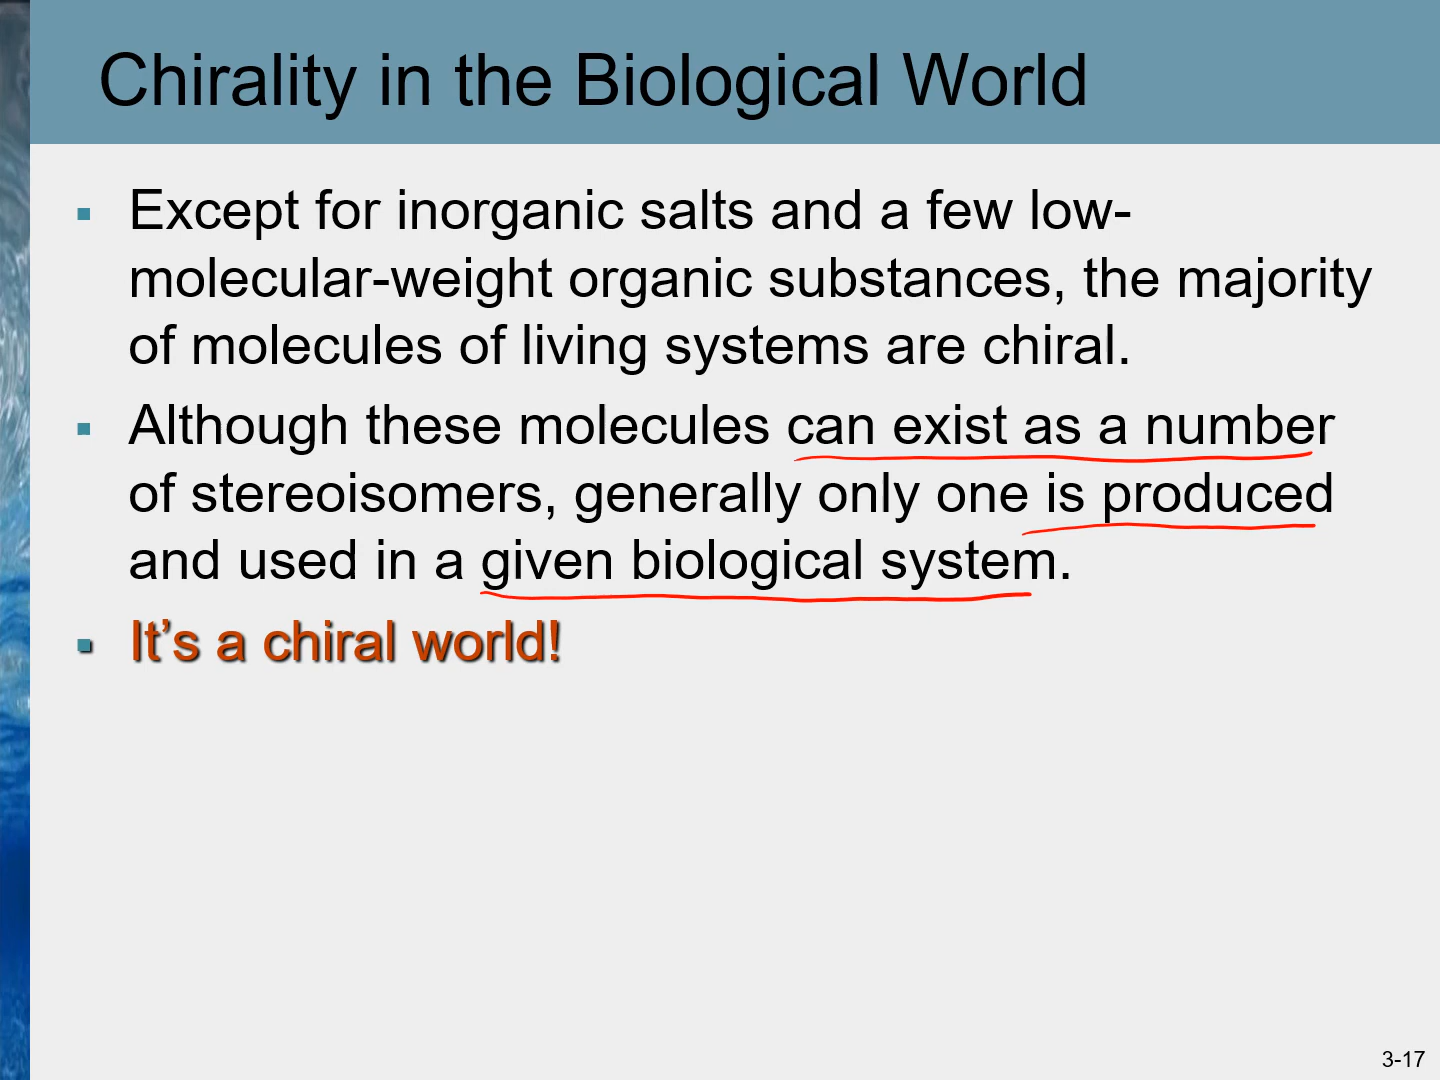 Chirality in the Biological World
Except for inorganic salts and a few low-
molecular-weight organic substances, the majority
of molecules of living systems are chiral.
Although these molecules can exist as a number
of stereoisomers, generally only one is produced
and used in a given biological system.
It’s a chiral world!
3-17